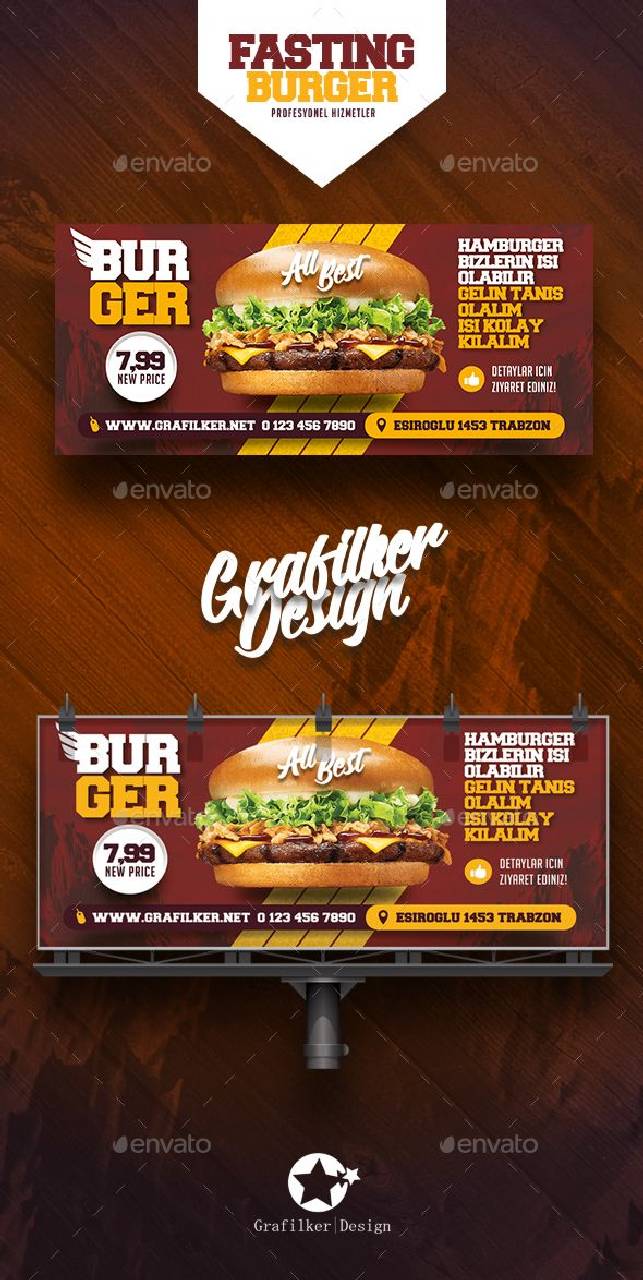 FASTING
BURGER
PROFESYONEL HIZMETLER
envato envato
BUR
GER
7,99
NEW PRICE
All Best
HAMBURGER
BIZLERIN ISI
OLABILIR
GELIN TANIS
OLALIM
ISI KOLAY
KILALIM
DETAYLAR ICIN
ZIYARET EDINIZ!
WWW.GRAFILKER.NET 0 123 456 7890
ESIROGLU 1453 TRABZON
envato envato
Grafilker
Design
BUR
GER
7,99
NEW PRICE
All Best
HAMBURGER
BIZLERIN ISI
OLABILIR
GELIN TANIS
OLALIM
ISI KOLAY
KILALIM
envato envato
DETAYLAR ICIN
ZIYARET EDINIZ!
WWW.GRAFILKER.NET 0 123 456 7890
ESIROGLU 1453 TRABZON
envato envato
Grafilker|Design